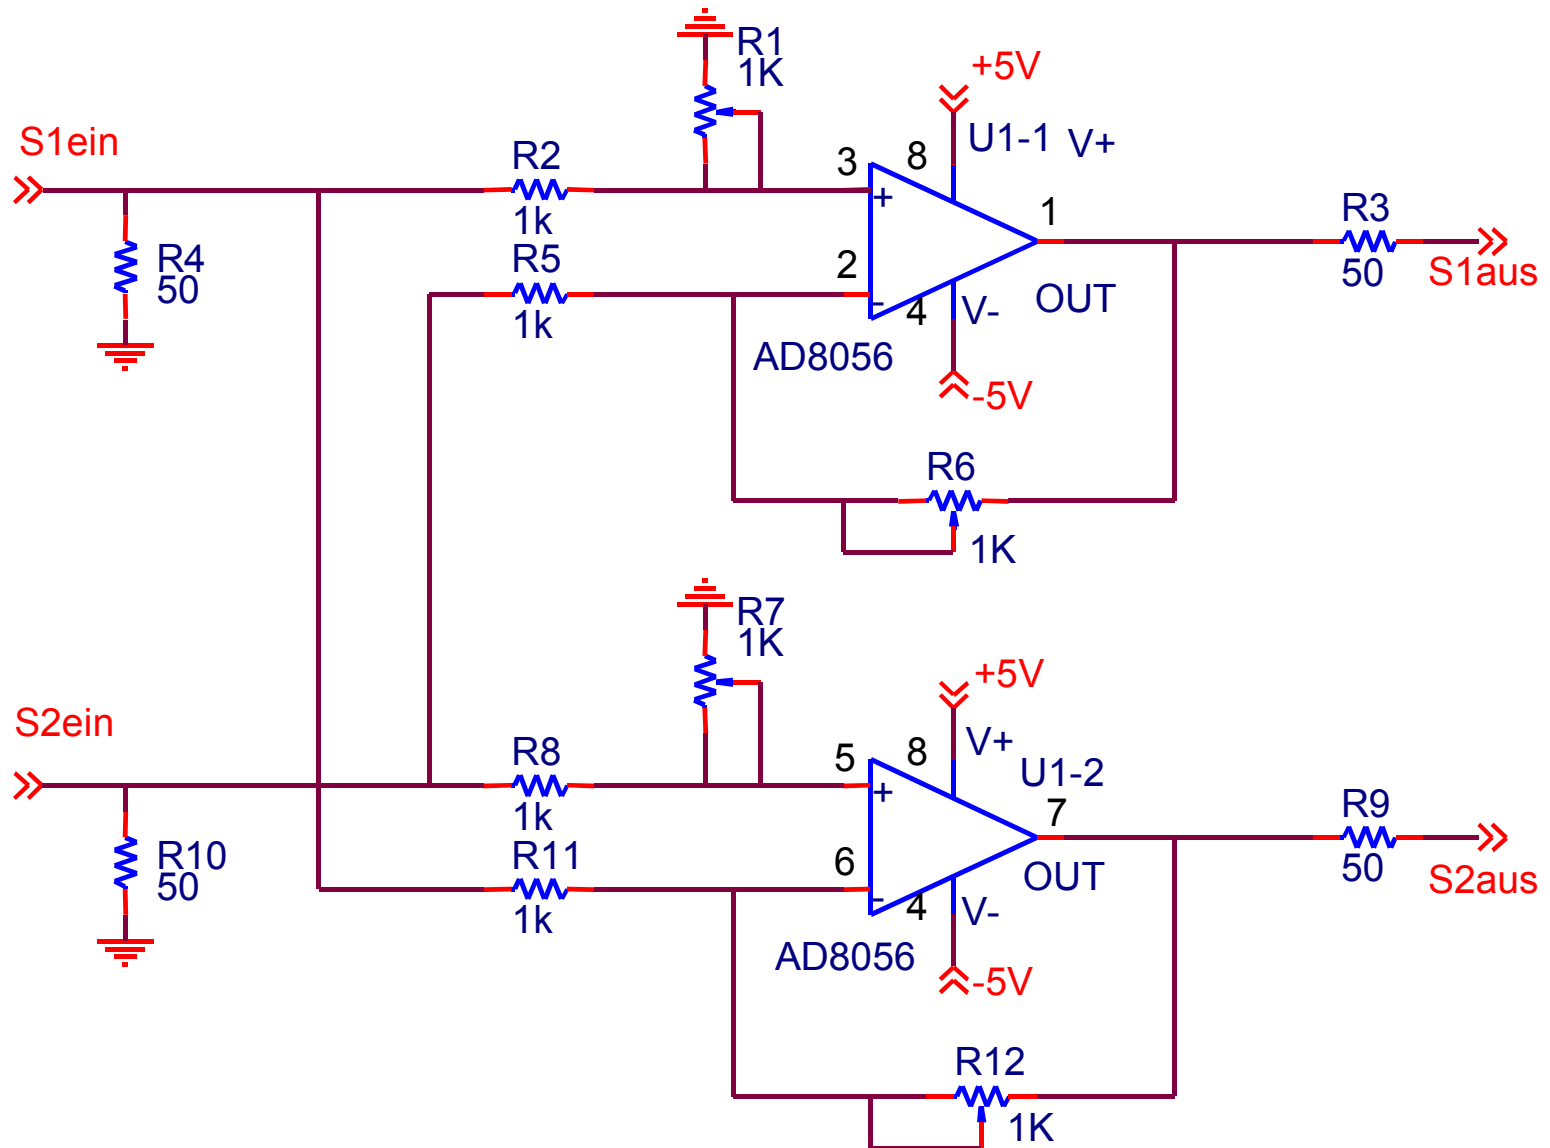 R1
1K
+5V
S1ein
U1-1
V+
R2
3
8
+
1k
1
R3
50
S1aus
R4
50
R5
1k
2
-
4
V-
OUT
AD8056
-5V
R6
1K
R7
1K
+5V
S2ein
V+
R8
5
8
U1-2
+
1k
7
R9
50
S2aus
R10
50
R11
1k
6
-
4
V-
OUT
AD8056
-5V
R12
1K